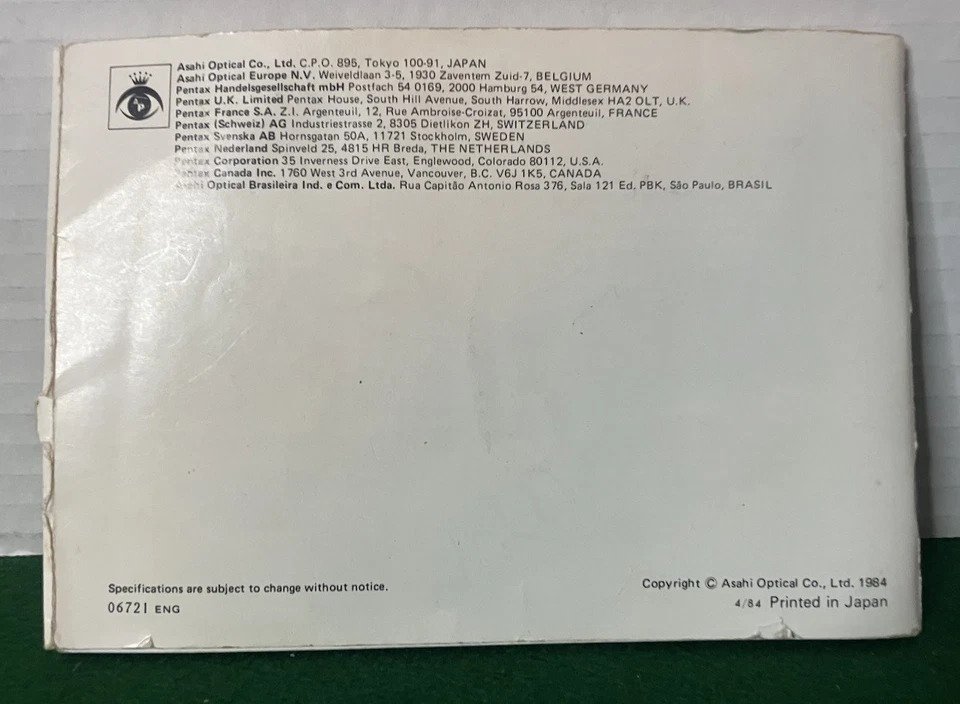 Asahi Optical Co., Ltd. C.P.O. 895, Tokyo 100-91, JAPAN
Asahi Optical Europe N.V. Weiveldlaan 3-5, 1930 Zaventem Zuid-7, BELGIUM
Pentax Handelsgesellschaft mbH Postfach 54 0169, 2000 Hamburg 54, WEST GERMANY
Pentax U.K. Limited Pentax House, South Hill Avenue, South Harrow, Middlesex HA2 OLT, U.K.
Pentax France S.A. Z.I. Argenteuil, 12, Rue Ambroise-Croizat, 95100 Argenteuil, FRANCE
Pentax (Schweiz) AG Industriestrasse 2, 8305 Dietlikon ZH, SWITZERLAND
Pentax Svenska AB Hornsgatan 50A, 11721 Stockholm, SWEDEN
Pentax Nederland Spinveld 25, 4815 HR Breda, THE NETHERLANDS
Pentax Corporation 35 Inverness Drive East, Englewood, Colorado 80112, U.S.A.
Pentax Canada Inc. 1760 West 3rd Avenue, Vancouver, B.C. V6J 1K5, CANADA
Asahi Optical Brasileira Ind. e Com. Ltda. Rua Capitão Antonio Rosa 376, Sala 121 Ed. PBK, São Paulo, BRASIL
Specifications are subject to change without notice.
06721 ENG
Copyright © Asahi Optical Co., Ltd. 1984
4/84 Printed in Japan